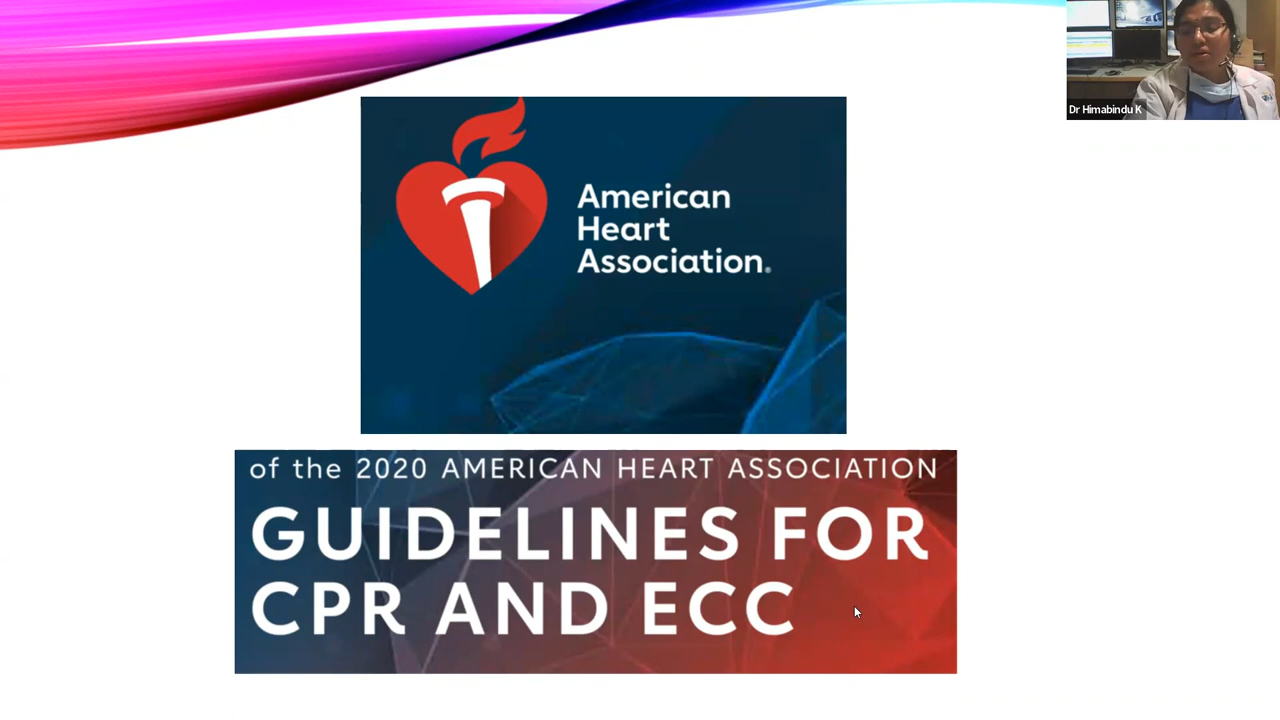 Dr Himabindu K
American
Heart
Association.
of the 2020 AMERICAN HEART ASSOCIATION
GUIDELINES FOR
CPR AND ECC